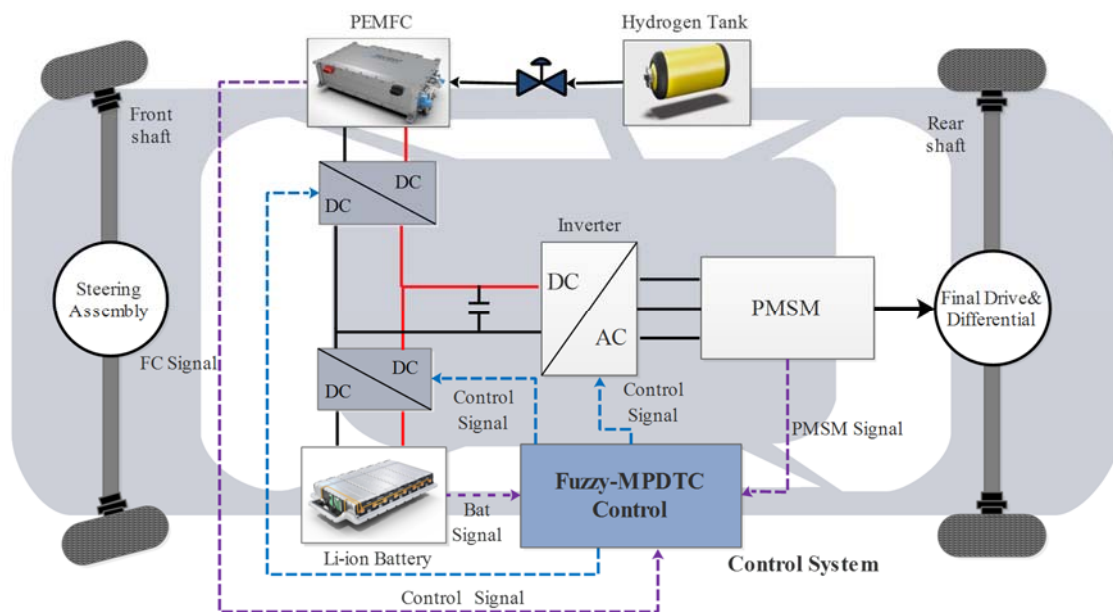 PEMFC
Hydrogen Tank
Front
shaft
Rear
shaft
DC
DC
Inverter
DC
AC
PMSM
Steering
Assembly
Final Drive&
Differential
FC Signal
DC
DC
Control
Signal
Control
Signal
PMSM Signal
Fuzzy-MPDTC
Control
Bat
Signal
Li-ion Battery
Control System
Control Signal